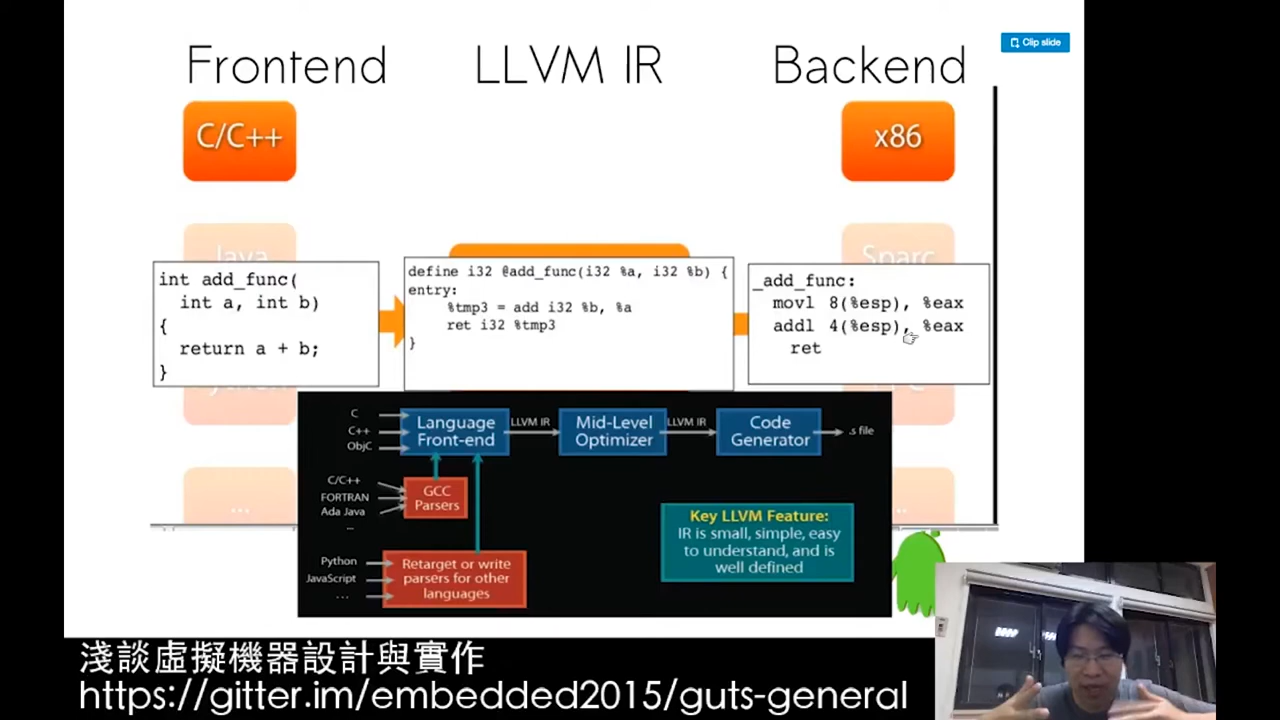 Frontend
LLVM IR
Backend
Clip slide
C/C++
x86
Java
Sparc
int add_func(
int a, int b)
{
return a + b;
}
define i32 @add_func(i32 %a, i32 %b) {
entry:
%tmp3 = add i32 %b, %a
ret i32 %tmp3
}
_add_func:
movl 8(%esp), %eax
addl 4(%esp), %eax
ret
...
C
C++
ObjC
Language
Front-end
LLVM IR
Mid-Level
Optimizer
LLVM IR
Code
Generator
.s file
C/C++
FORTRAN
Ada Java
...
GCC
Parsers
Python
JavaScript
...
Retarget or write
parsers for other
languages
Key LLVM Feature:
IR is small, simple, easy
to understand, and is
well defined
淺談虛擬機器設計與實作
https://gitter.im/embedded2015/guts-general